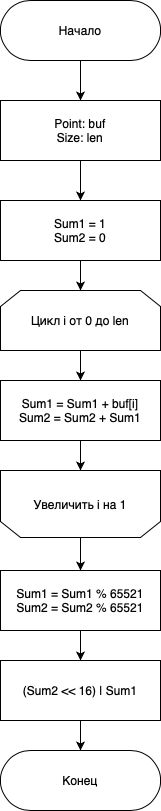 Начало
Point: buf
Size: len
Sum1 = 1
Sum2 = 0
Цикл i от 0 до len
Sum1 = Sum1 + buf[i]
Sum2 = Sum2 + Sum1
Увеличить i на 1
Sum1 = Sum1 % 65521
Sum2 = Sum2 % 65521
(Sum2 << 16) | Sum1
Конец